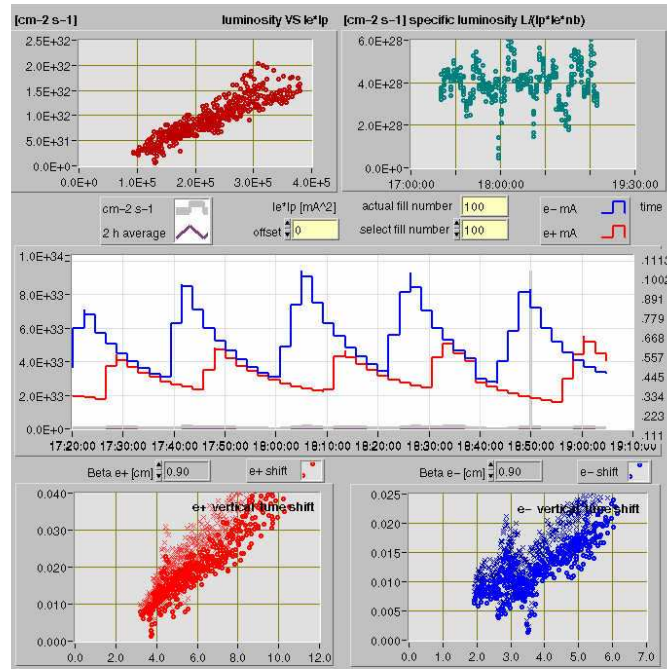 [cm−2 s−1] luminosity VS Ie*Ip
2.5E+32
2.0E+32
1.5E+32
1.0E+32
5.0E+31
0.0E+0
0.0E+0 1.0E+5 2.0E+5 3.0E+5 4.0E+5
[cm−2 s−1] specific luminosity L/(Ip*Ie*nb)
6.0E+28
4.0E+28
2.0E+28
0.0E+0
17:00:00 18:00:00 19:30:00
cm−2 s−1
2 h average
Ie*Ip [mA^2]
offset 0
actual fill number 100
select fill number 100
e− mA
e+ mA
time
1.0E+34
8.0E+33
6.0E+33
4.0E+33
2.0E+33
0.0E+0
.1113
.1002
.891
.779
.668
.557
.445
.334
.223
.111
17:20:00 17:30:00 17:40:00 17:50:00 18:00:00 18:10:00 18:20:00 18:30:00 18:40:00 18:50:00 19:00:00 19:10:00
Beta e+ [cm] 0.90 e+ shift
0.040
0.030
0.020
0.010
0.000
e+ vertical tune shift
2.0 4.0 6.0 8.0 10.0 12.0
Beta e− [cm] 0.90 e− shift
0.025
0.020
0.015
0.010
0.005
0.000
e− vertical tune shift
0.0 1.0 2.0 3.0 4.0 5.0 6.0 7.0